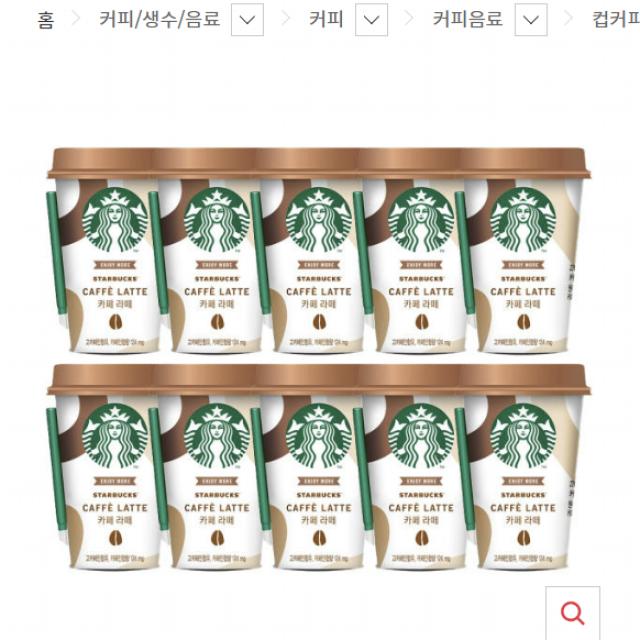 홈 커피/생수/음료 커피 커피음료 컵커피
ENJOY MORE ENJOY MORE ENJOY MORE ENJOY MORE ENJOY MORE
STARBUCKS STARBUCKS STARBUCKS STARBUCKS STARBUCKS
CAFFÈ LATTE CAFFÈ LATTE CAFFÈ LATTE CAFFÈ LATTE CAFFÈ LATTE
카페 라떼 카페 라떼 카페 라떼 카페 라떼 카페 라떼
ENJOY MORE ENJOY MORE ENJOY MORE ENJOY MORE ENJOY MORE
STARBUCKS STARBUCKS STARBUCKS STARBUCKS STARBUCKS
CAFFÈ LATTE CAFFÈ LATTE CAFFÈ LATTE CAFFÈ LATTE CAFFÈ LATTE
카페 라떼 카페 라떼 카페 라떼 카페 라떼 카페 라떼